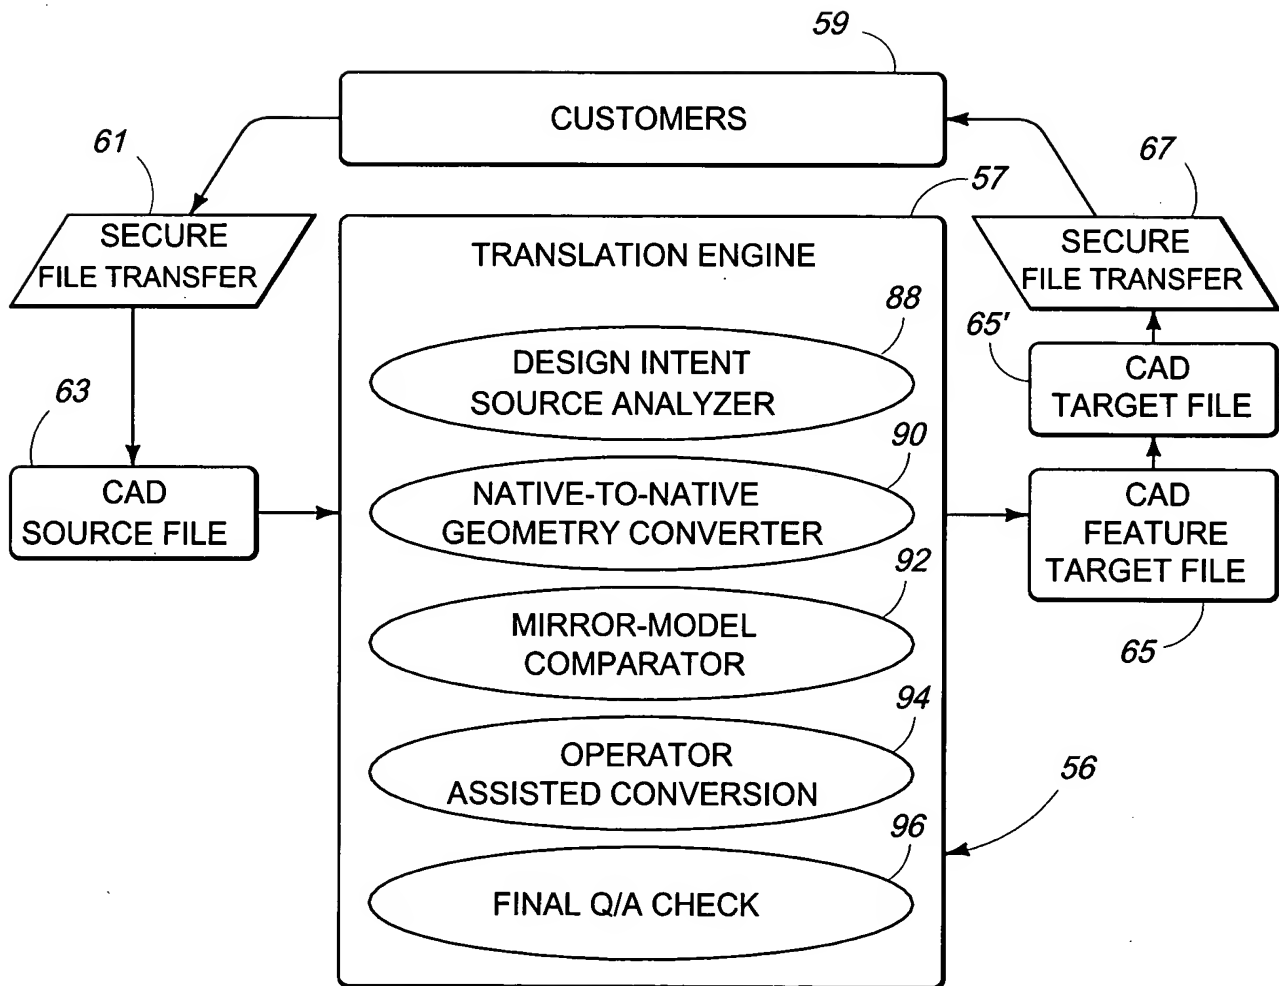 59
CUSTOMERS
61
SECURE
FILE TRANSFER
63
CAD
SOURCE FILE
57
TRANSLATION ENGINE
88
DESIGN INTENT
SOURCE ANALYZER
90
NATIVE-TO-NATIVE
GEOMETRY CONVERTER
92
MIRROR-MODEL
COMPARATOR
94
OPERATOR
ASSISTED CONVERSION
96
FINAL Q/A CHECK
56
67
SECURE
FILE TRANSFER
65'
CAD
TARGET FILE
CAD
FEATURE
TARGET FILE
65